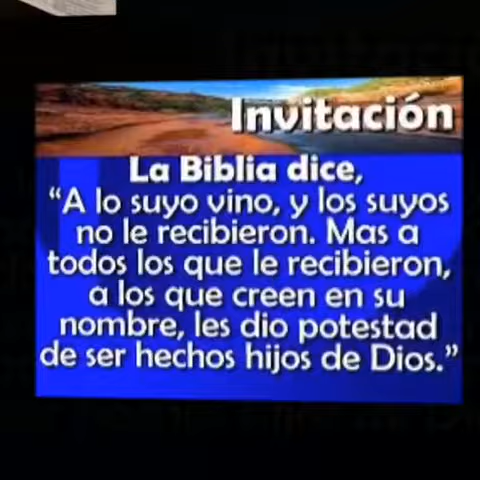 Invitación
La Biblia dice,
“A lo suyo vino, y los suyos
no le recibieron. Mas a
todos los que le recibieron,
a los que creen en su
nombre, les dio potestad
de ser hechos hijos de Dios.”